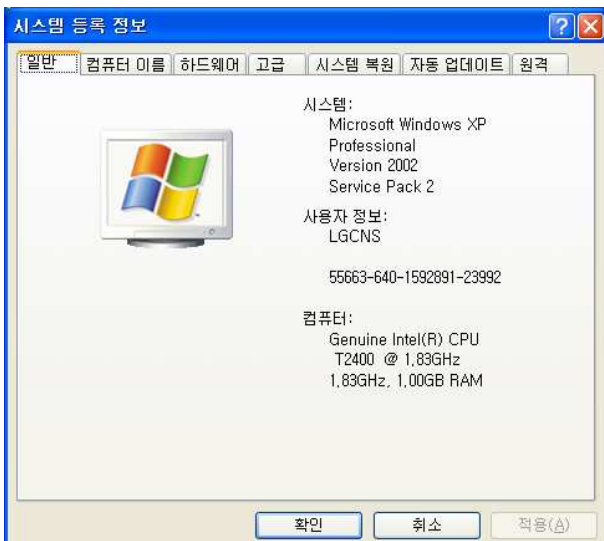 시스템 등록 정보
일반 컴퓨터 이름 하드웨어 고급 시스템 복원 자동 업데이트 원격
시스템:
Microsoft Windows XP
Professional
Version 2002
Service Pack 2
사용자 정보:
LGCNS
55663-640-1592891-23992
컴퓨터:
Genuine Intel(R) CPU
T2400 @ 1,83GHz
1,83GHz, 1,00GB RAM
확인 취소 적용(A)